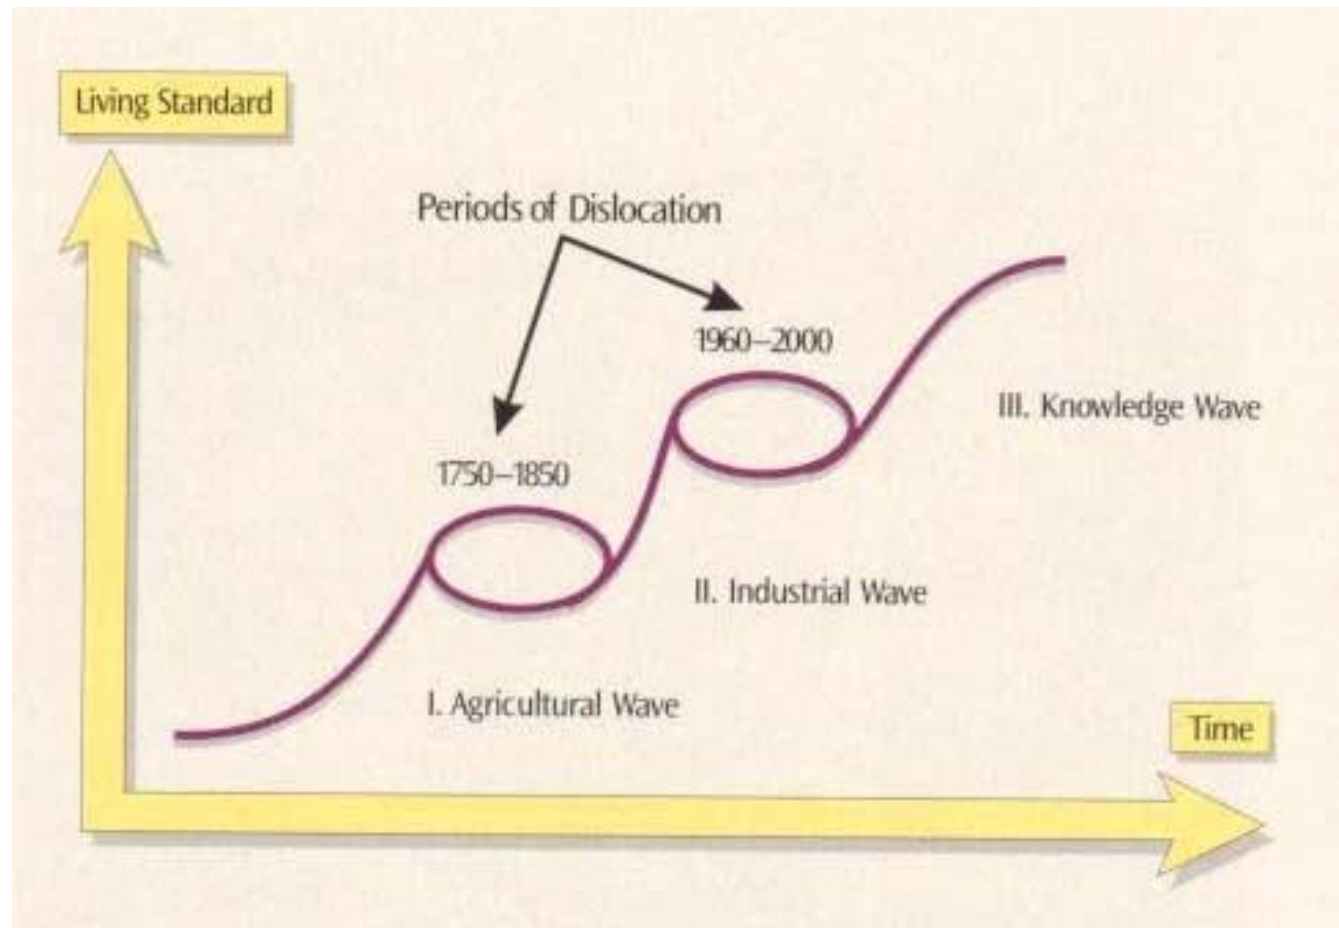 Living Standard
Periods of Dislocation
1960–2000
III. Knowledge Wave
1750–1850
II. Industrial Wave
I. Agricultural Wave
Time